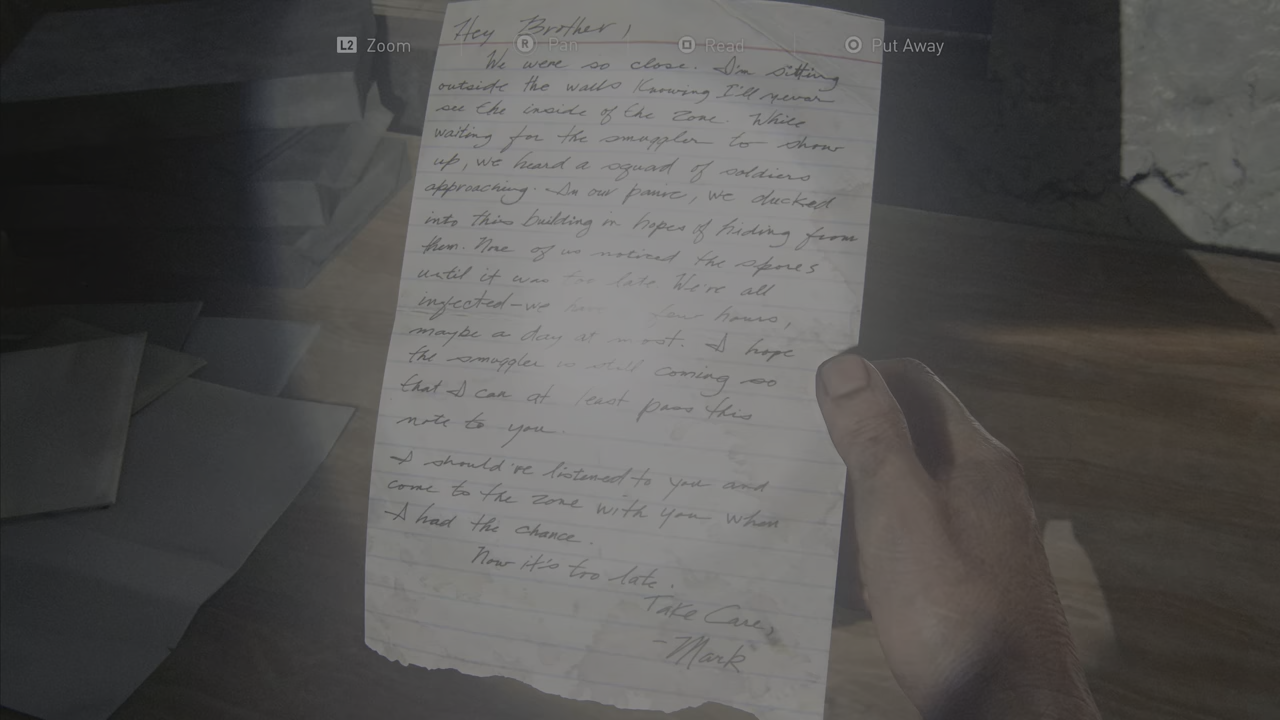 L2 Zoom R Pan Read Put Away
Hey Brother,
We were so close. I'm sitting
outside the walls knowing I'll never
see the inside of the zone. While
waiting for the smuggler to show
up, we heard a squad of soldiers
approaching. In our panic, we ducked
into this building in hopes of hiding from
them. None of us noticed the spores
until it was too late. We're all
infected-we have few hours,
maybe a day at most. I hope
the smuggler is still coming so
that I can at least pass this
note to you.
I should've listened to you and
come to the zone with you when
I had the chance.
Now it's too late.
Take Care,
-Mark